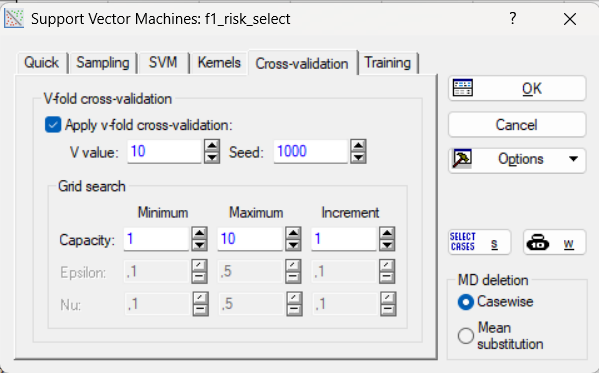 Support Vector Machines: f1_risk_select ? ×
Quick Sampling SVM Kernels Cross-validation Training
V-fold cross-validation
Apply v-fold cross-validation:
V value: 10 Seed: 1000
Grid search
Minimum Maximum Increment
Capacity: 1 10 1
Epsilon: ,1 ,5 ,1
Nu: ,1 ,5 ,1
OK
Cancel
Options
SELECT CASES s w
MD deletion
Casewise
Mean
substitution